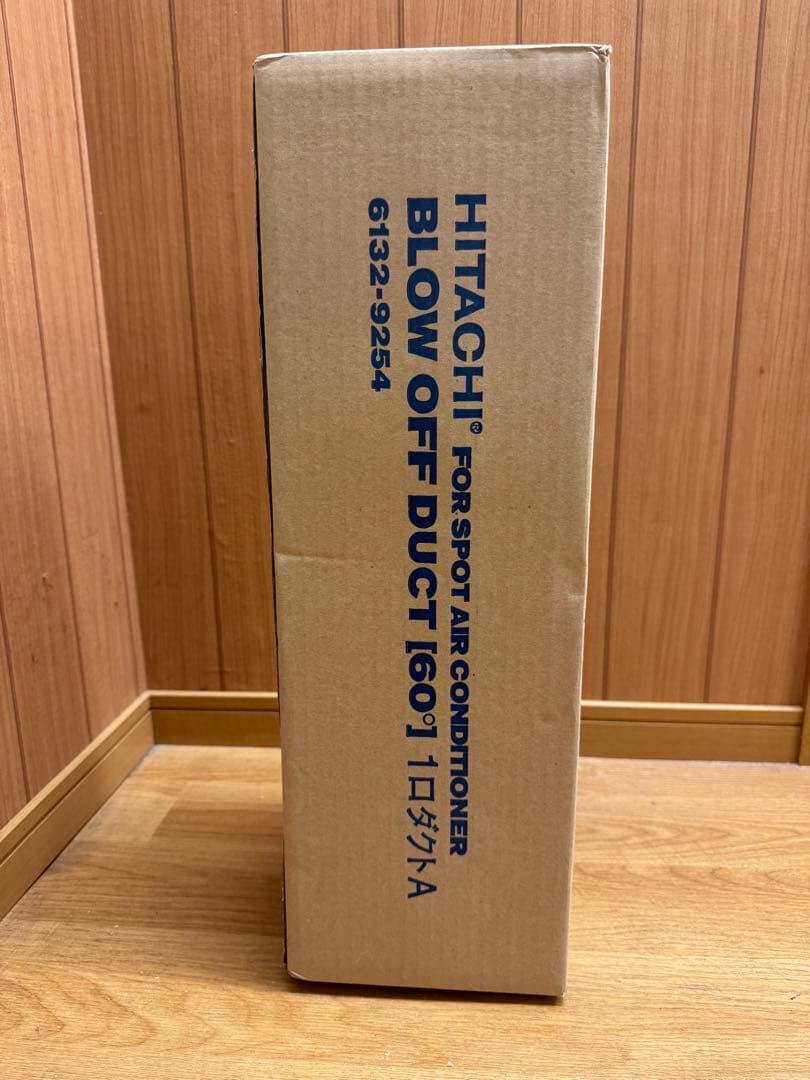 HITACHI® FOR SPOT AIR CONDITIONER
BLOW OFF DUCT [60°] 1口ダクトA
6132-9254